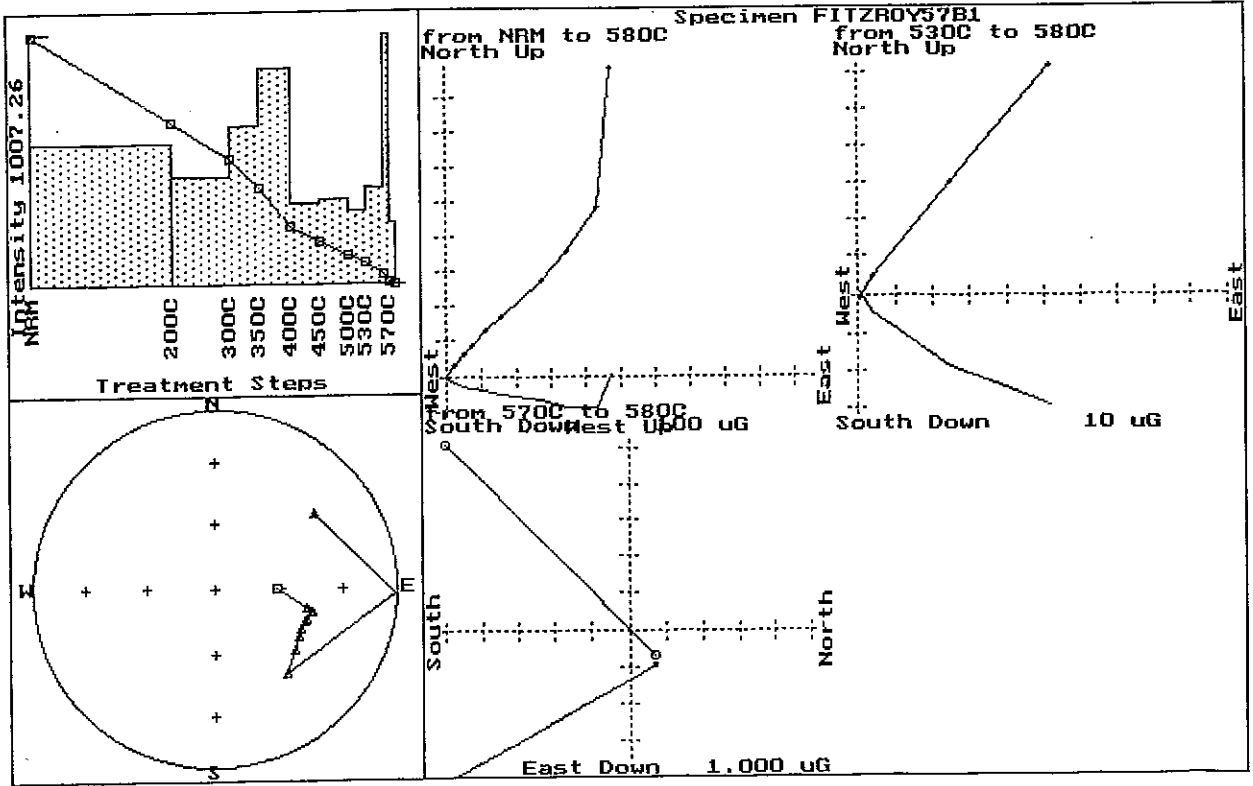 Specimen FITZROY57B1
Intensity 1007.26
NRM
200C
300C
350C
400C
450C
500C
530C
570C
Treatment Steps
from NRM to 580C
North Up
West
East
South Down 100 uG
from 530C to 580C
North Up
West
East
South Down 10 uG
N
W
E
S
from 570C to 580C
West Up
South
North
East Down 1.000 uG